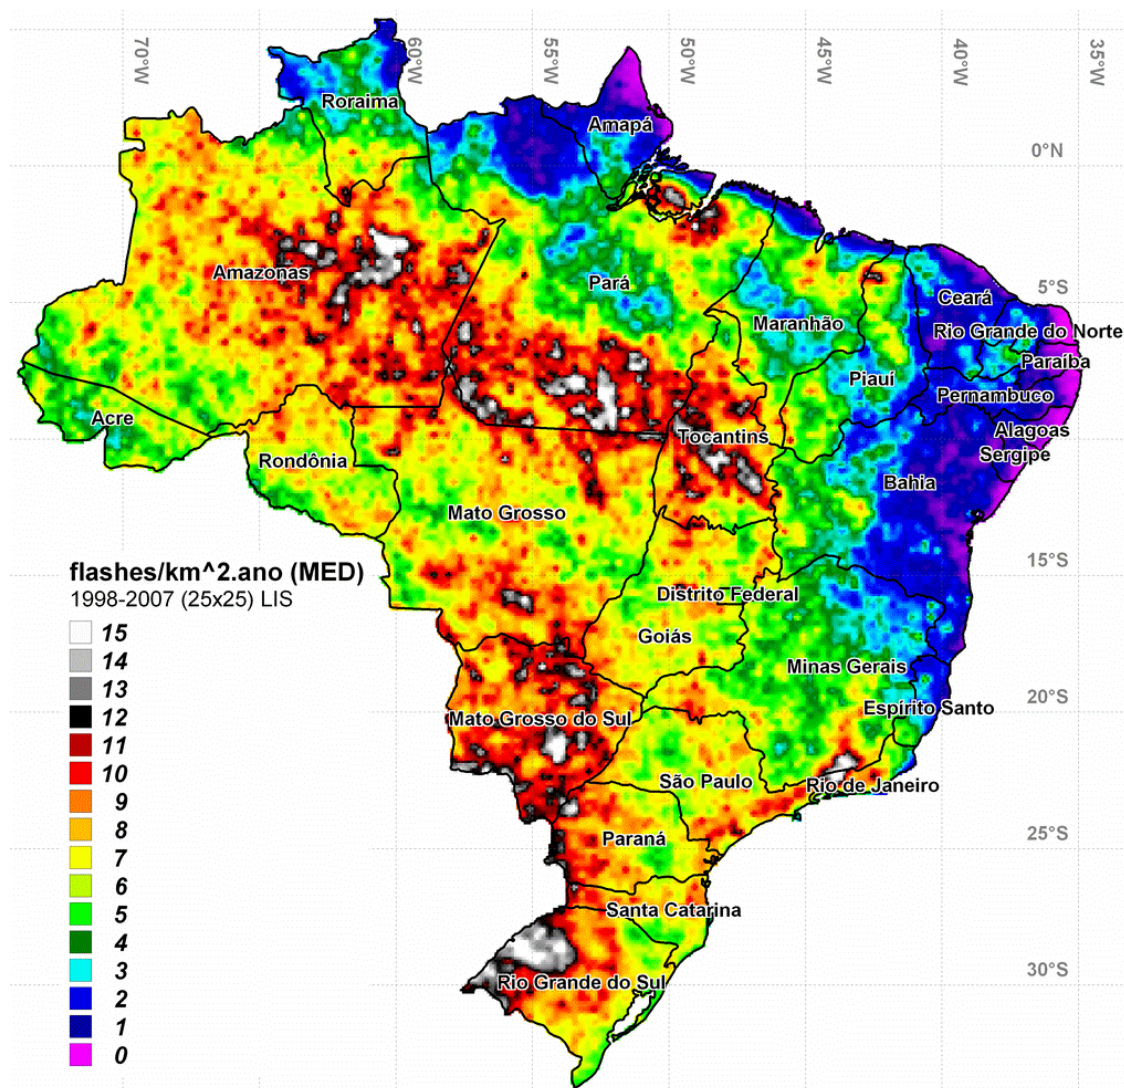 70°W
60°W
55°W
50°W
45°W
40°W
35°W
Roraima
Amapá
0°N
Amazonas
Pará
5°S
Ceará
Maranhão
Rio Grande do Norte
Paraíba
Piauí
Pernambuco
Acre
Tocantins
Alagoas
Sergipe
Rondônia
Bahia
Mato Grosso
15°S
flashes/km^2.ano (MED)
1998-2007 (25x25) LIS
Distrito Federal
Goiás
Minas Gerais
Espírito Santo
20°S
Mato Grosso do Sul
São Paulo
Rio de Janeiro
Paraná
25°S
Santa Catarina
Rio Grande do Sul
30°S
15
14
13
12
11
10
9
8
7
6
5
4
3
2
1
0